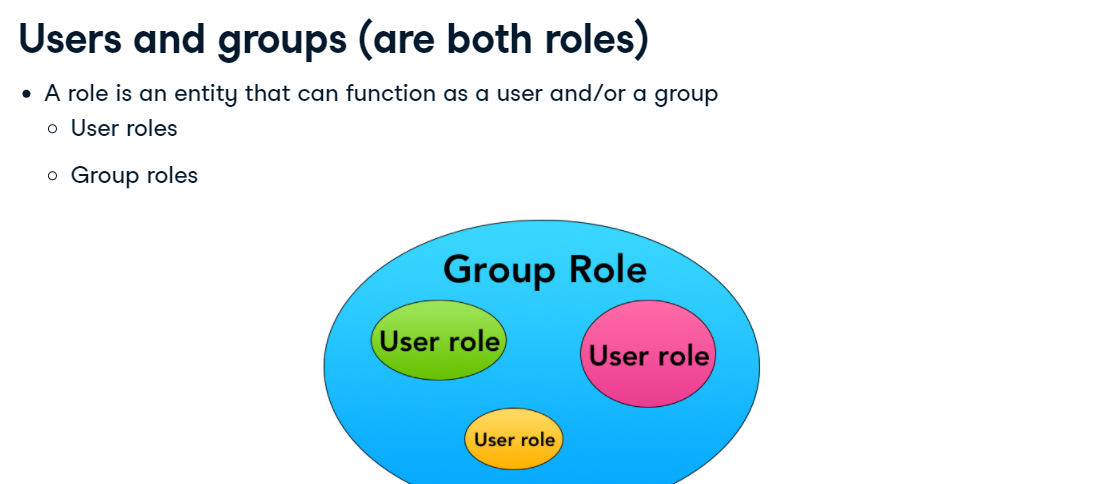 Users and groups (are both roles)
• A role is an entity that can function as a user and/or a group
○ User roles
○ Group roles
Group Role
User role
User role
User role